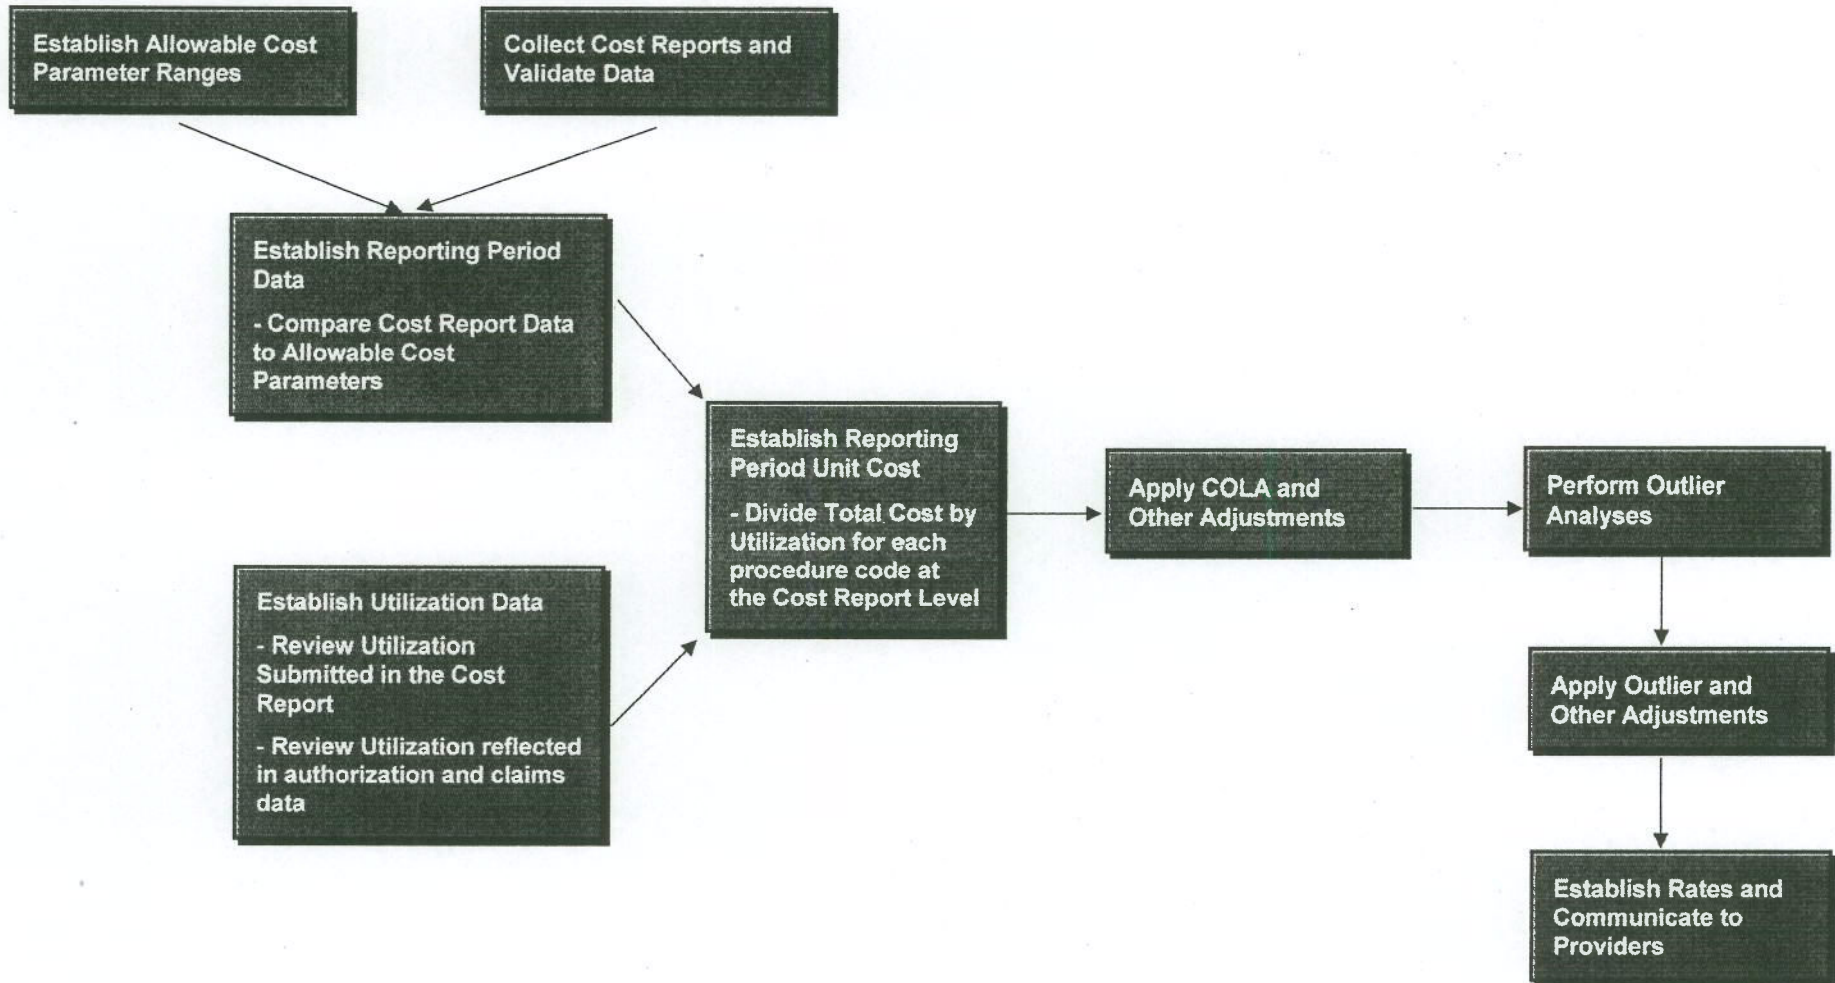 Establish Allowable Cost
Parameter Ranges
Collect Cost Reports and
Validate Data
Establish Reporting Period
Data
- Compare Cost Report Data
to Allowable Cost
Parameters
Establish Utilization Data
- Review Utilization
Submitted in the Cost
Report
- Review Utilization reflected
in authorization and claims
data
Establish Reporting
Period Unit Cost
- Divide Total Cost by
Utilization for each
procedure code at
the Cost Report Level
Apply COLA and
Other Adjustments
Perform Outlier
Analyses
Apply Outlier and
Other Adjustments
Establish Rates and
Communicate to
Providers